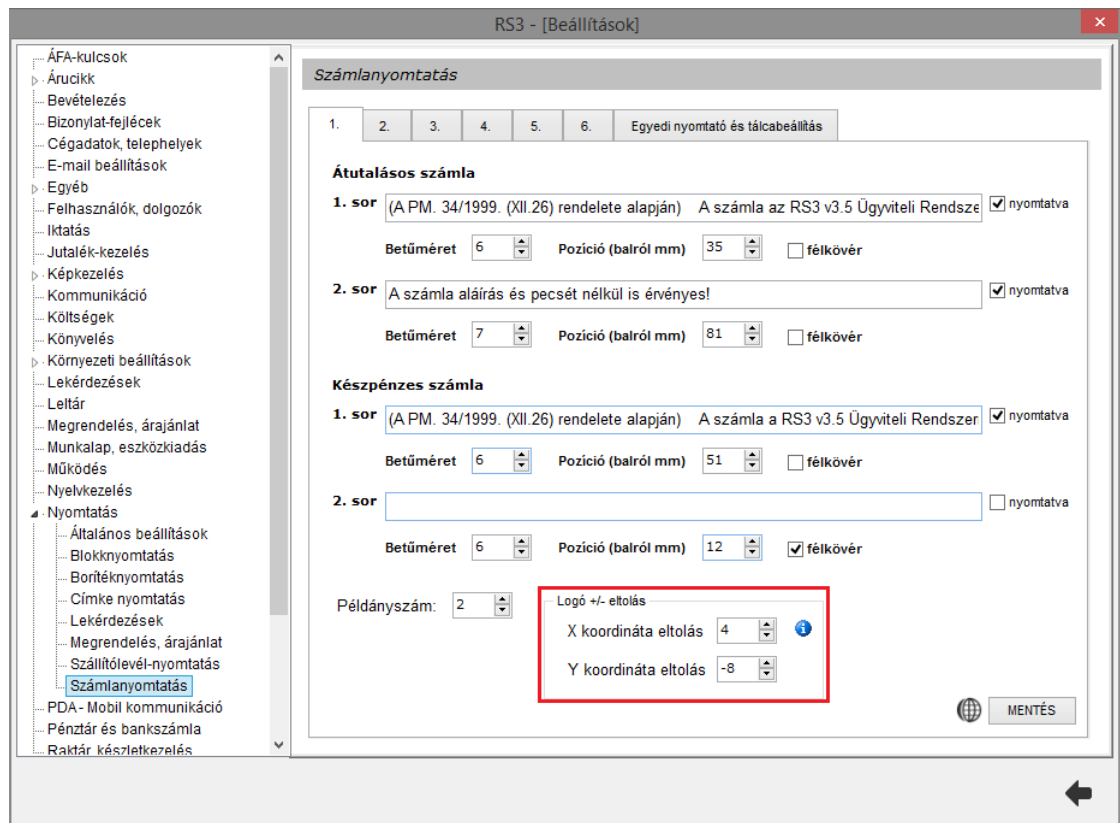 RS3 - [Beállítások]
ÁFA-kulcsok
Árucikk
Bevételezés
Bizonylat-fejlécek
Cégadatok, telephelyek
E-mail beállítások
Egyéb
Felhasználók, dolgozók
Iktatás
Jutalék-kezelés
Képkezelés
Kommunikáció
Költségek
Könyvelés
Környezeti beállítások
Lekérdezések
Leltár
Megrendelés, árajánlat
Munkalap, eszközkiadás
Működés
Nyelvkezelés
Nyomtatás
Általános beállítások
Blokknyomtatás
Borítéknyomtatás
Címke nyomtatás
Lekérdezések
Megrendelés, árajánlat
Szállítólevél-nyomtatás
Számlanyomtatás
PDA - Mobil kommunikáció
Pénztár és bankszámla
Raktár, készletkezelés
Számlanyomtatás
1. 2. 3. 4. 5. 6. Egyedi nyomtató és tálcabeállítás
Átutalásos számla
1. sor (A PM. 34/1999. (XII.26) rendelete alapján) A számla az RS3 v3.5 Ügyviteli Rendsze nyomtatva
Betűméret 6 Pozíció (balról mm) 35 félkövér
2. sor A számla aláírás és pecsét nélkül is érvényes! nyomtatva
Betűméret 7 Pozíció (balról mm) 81 félkövér
Készpénzes számla
1. sor (A PM. 34/1999. (XII.26) rendelete alapján) A számla a RS3 v3.5 Ügyviteli Rendszer nyomtatva
Betűméret 6 Pozíció (balról mm) 51 félkövér
2. sor nyomtatva
Betűméret 6 Pozíció (balról mm) 12 félkövér
Példányszám: 2
Logó +/- eltolás
X koordináta eltolás 4
Y koordináta eltolás -8
MENTÉS